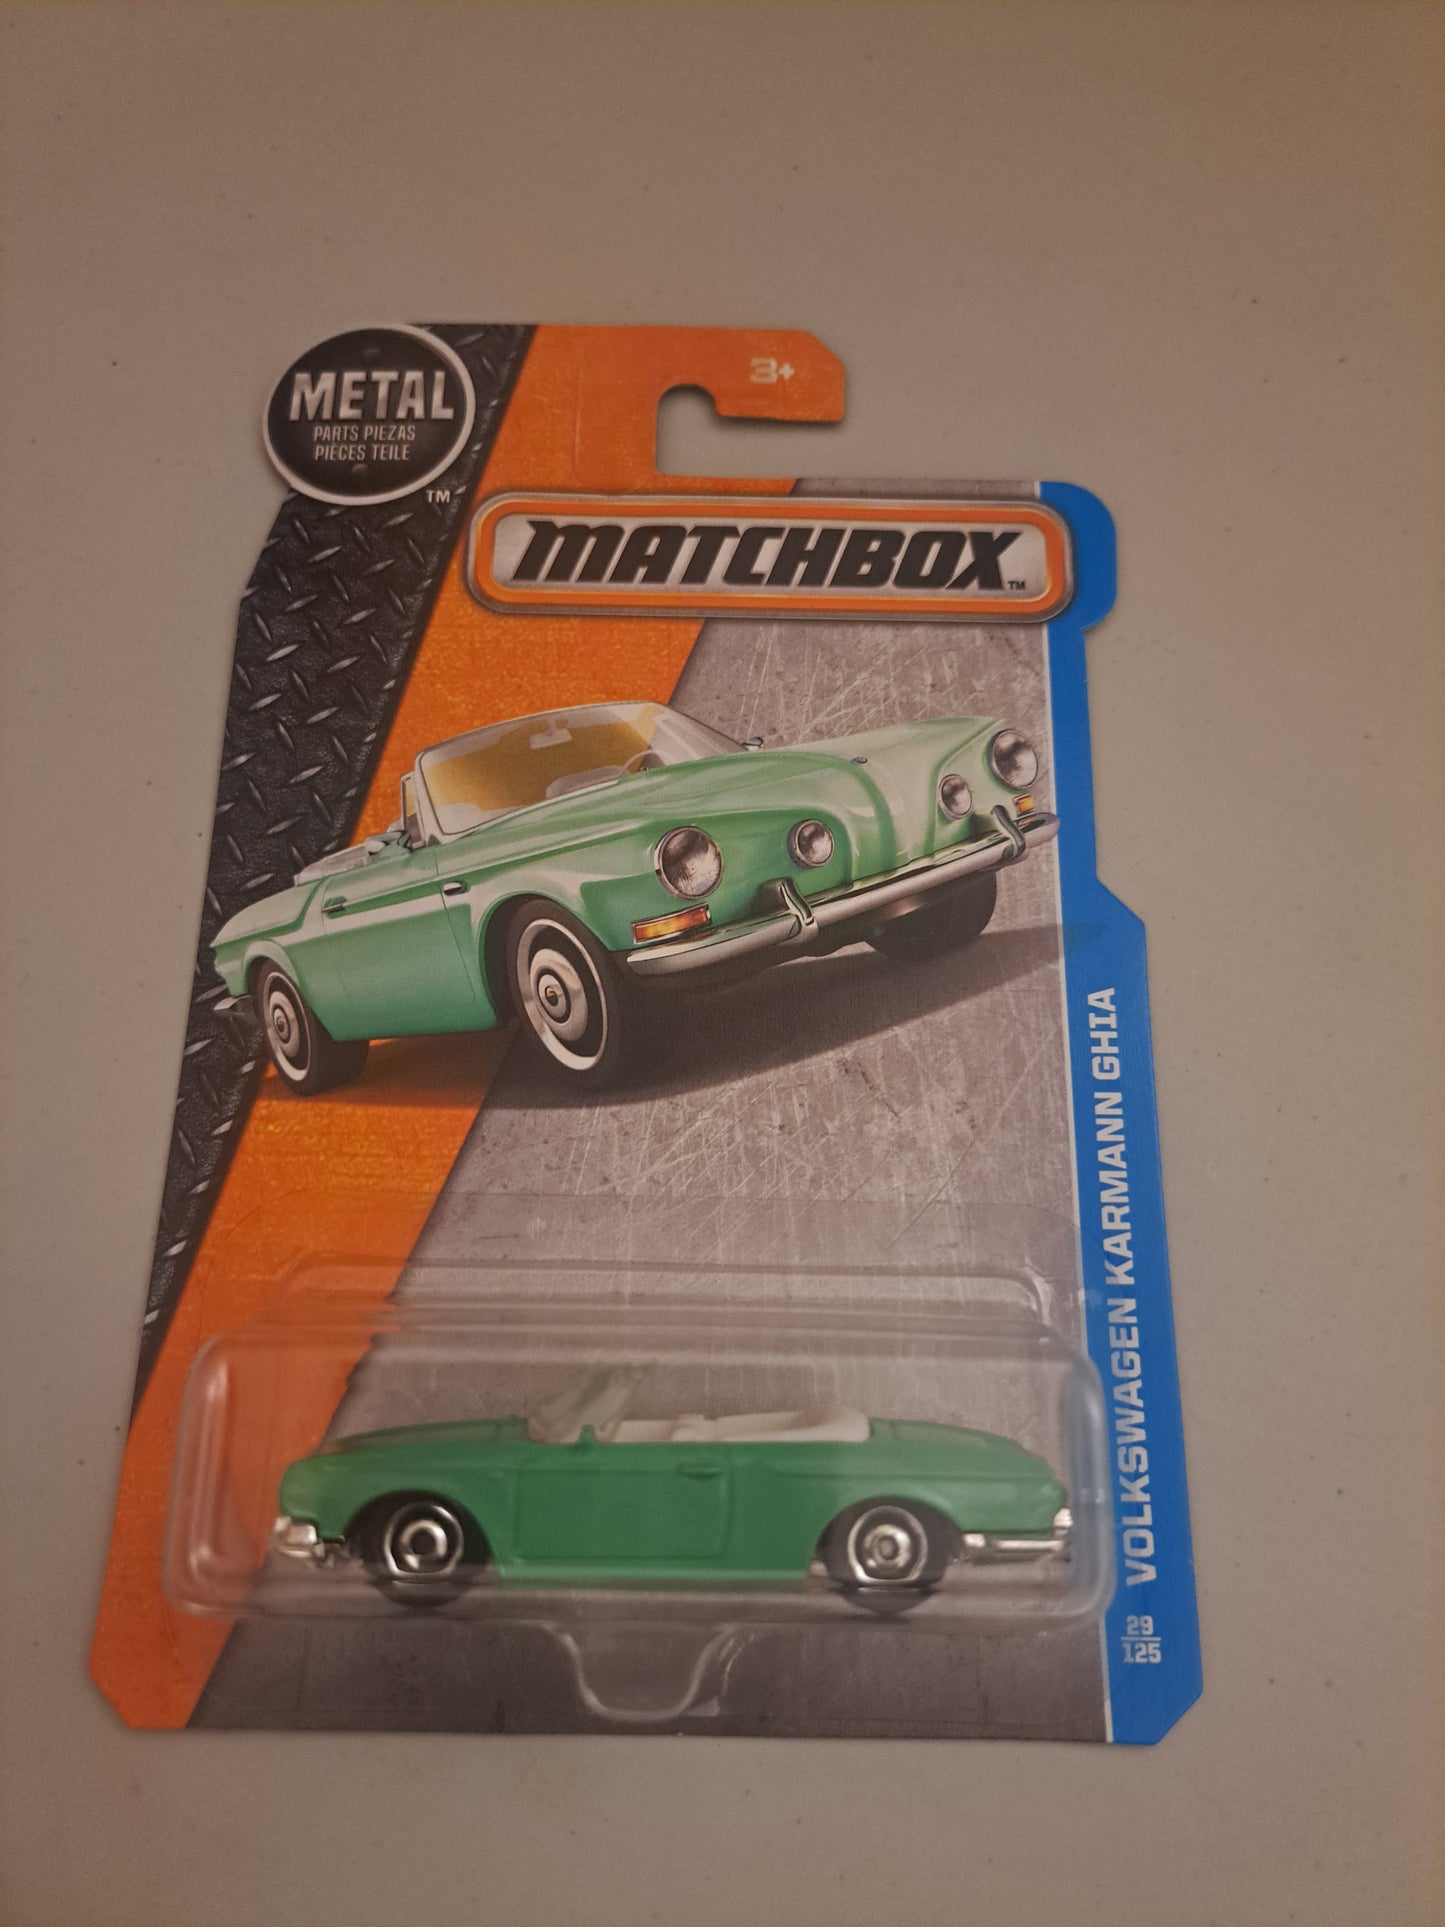 3+
METAL
PARTS PIEZAS
PIÈCES TEILE
TM
MATCHBOX TM
VOLKSWAGEN KARMANN GHIA
29
125